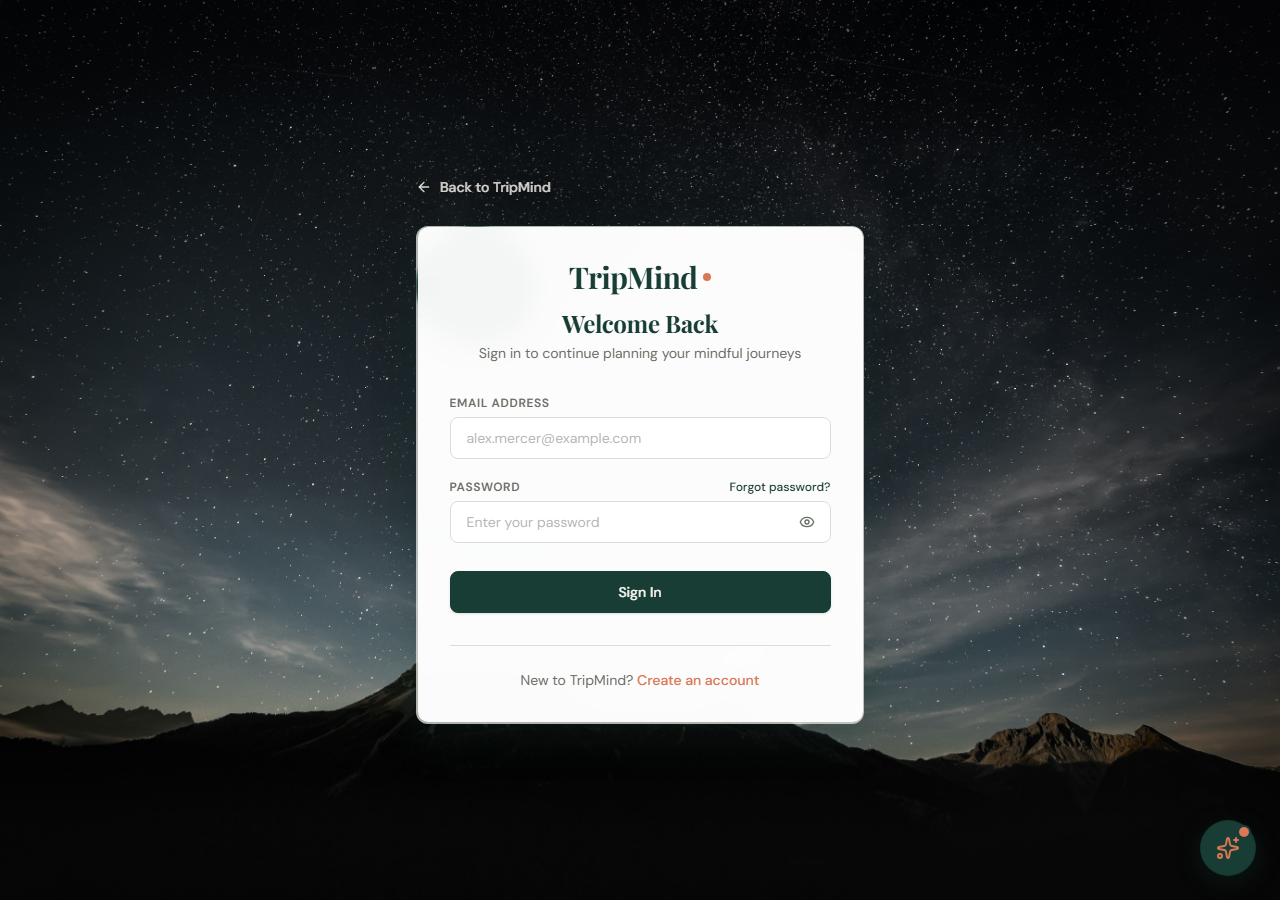 Back to TripMind
TripMind
Welcome Back
Sign in to continue planning your mindful journeys
EMAIL ADDRESS
alex.mercer@example.com
PASSWORD Forgot password?
Enter your password
Sign In
New to TripMind? Create an account